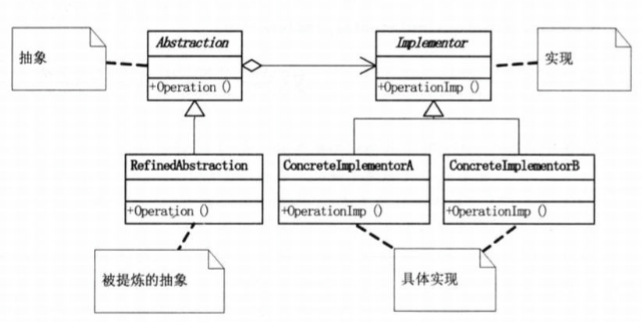 抽象
Abstraction
+Operation ()
Implementor
+OperationImp ()
实现
RefinedAbstraction
+Operation ()
ConcreteImplementorA
+OperationImp ()
ConcreteImplementorB
+OperationImp ()
被提炼的抽象
具体实现